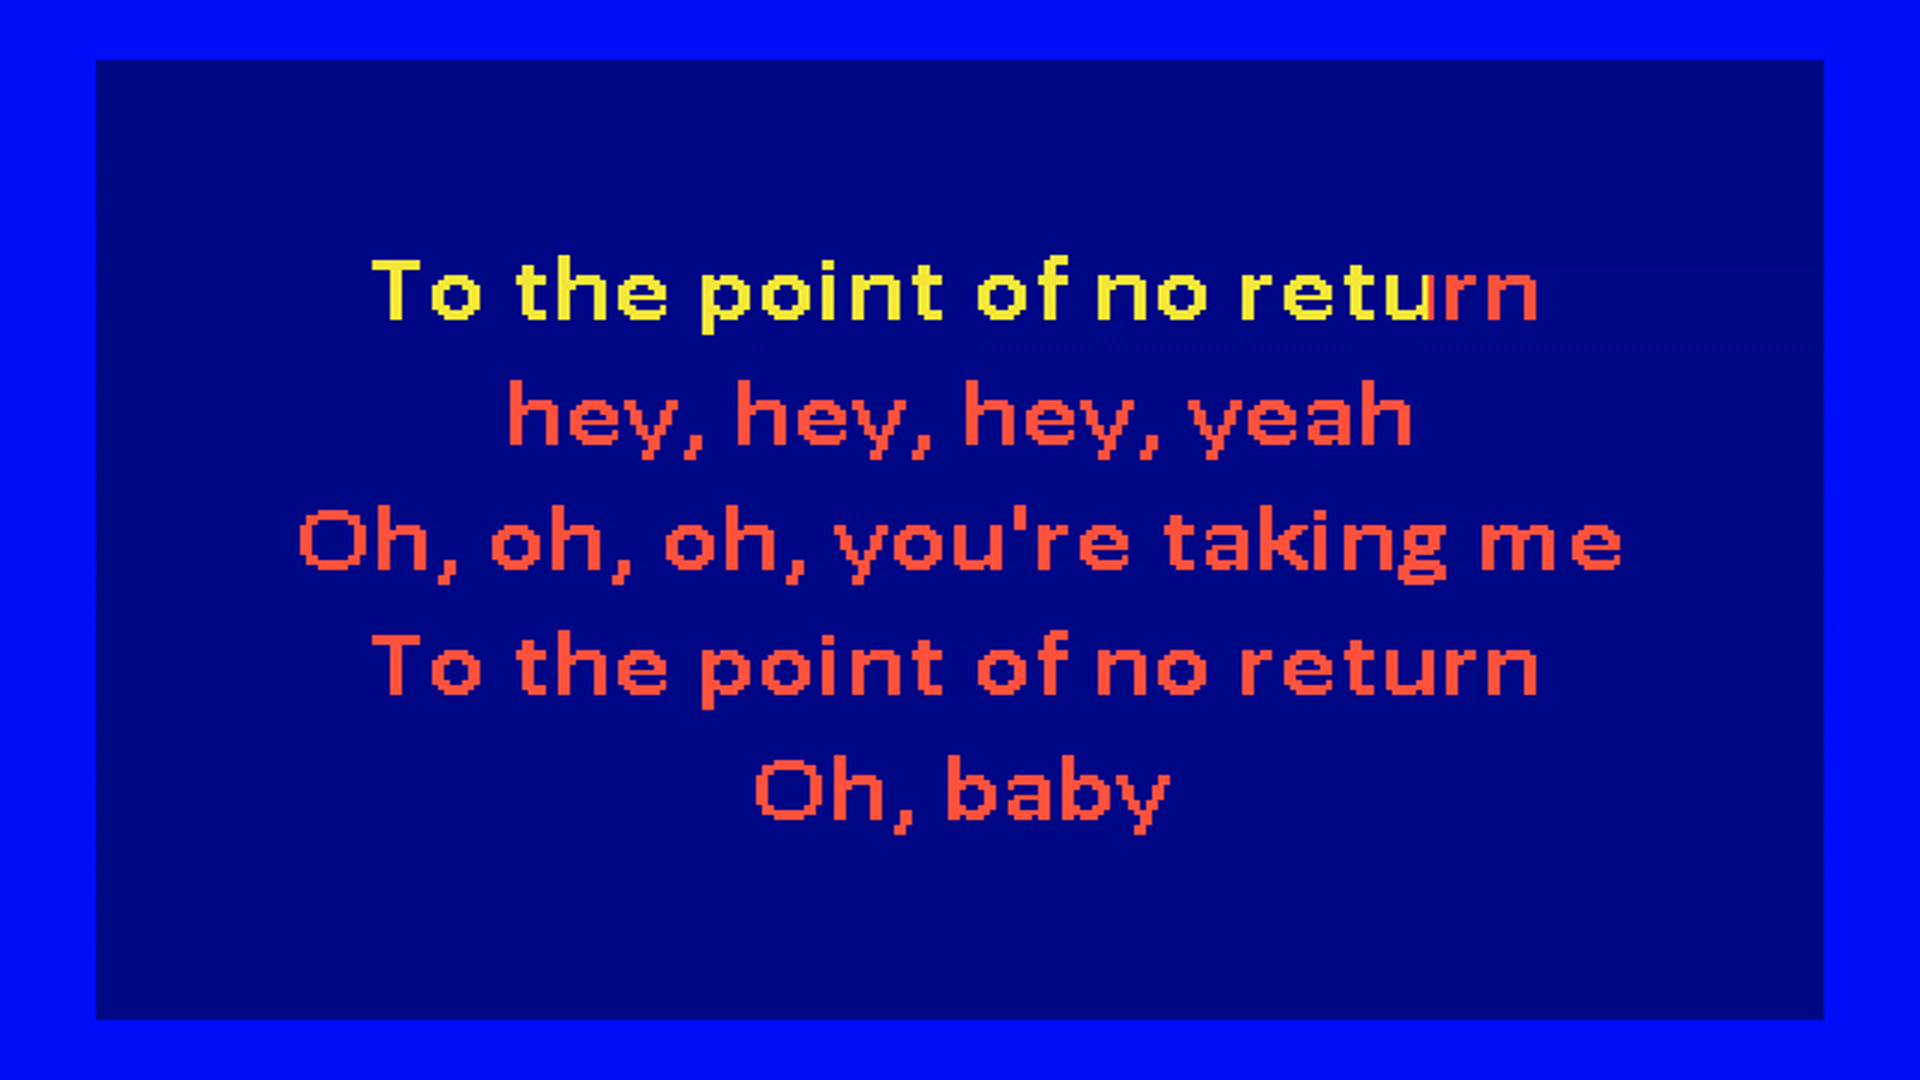 To the point of no return
hey, hey, hey, yeah
Oh, oh, oh, you're taking me
To the point of no return
Oh, baby